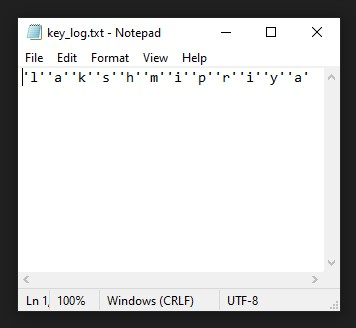 key_log.txt - Notepad
File Edit Format View Help
'l''a''k''s''h''m''i''p''r''i''y''a'
Ln 1, 100% Windows (CRLF) UTF-8